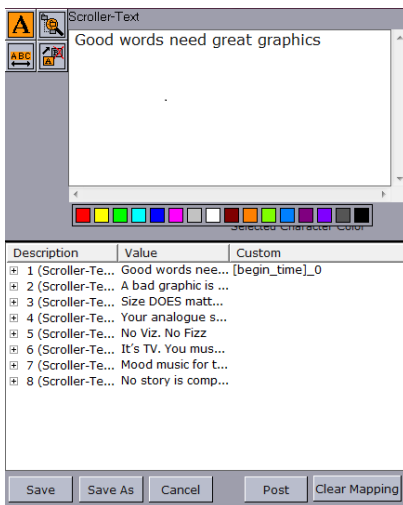 A
Scroller-Text
ABC
A
Good words need great graphics
Selected Character Color
Description Value Custom
1 (Scroller-Te... Good words nee... [begin_time]_0
2 (Scroller-Te... A bad graphic is ...
3 (Scroller-Te... Size DOES matt...
4 (Scroller-Te... Your analogue s...
5 (Scroller-Te... No Viz. No Fizz
6 (Scroller-Te... It's TV. You mus...
7 (Scroller-Te... Mood music for t...
8 (Scroller-Te... No story is comp...
Save Save As Cancel Post Clear Mapping